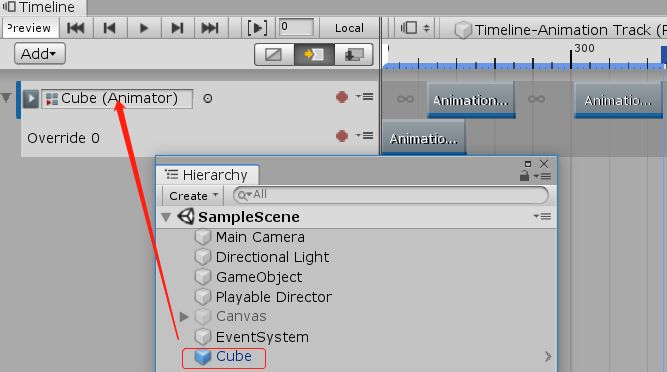 Timeline
Preview
0
Local
Timeline-Animation Track (P
Add
300
Cube (Animator)
Animation...
Animatio...
Override 0
Animatio...
Hierarchy
Create
All
SampleScene
Main Camera
Directional Light
GameObject
Playable Director
Canvas
EventSystem
Cube